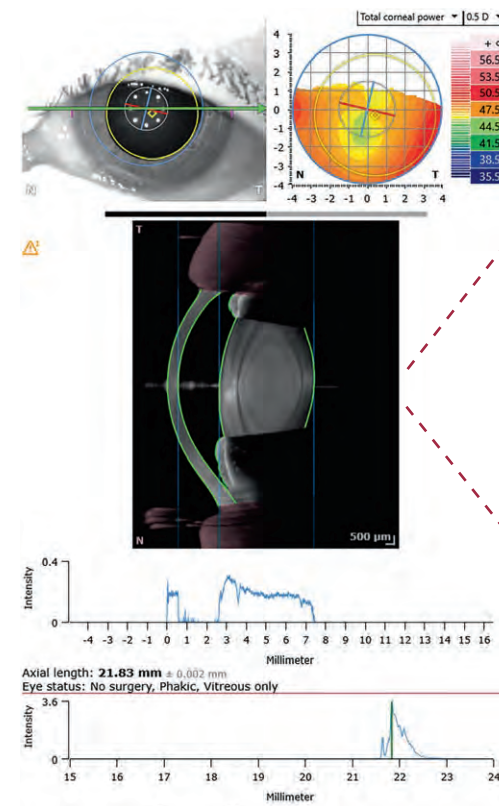 Total corneal power 0.5 D
4
3
2
1
0
-1
-2
-3
-4
N T
-4 -3 -2 -1 0 1 2 3 4
56.5
53.5
50.5
47.5
44.5
41.5
38.5
35.5
N T
T
N
500 µm
0.4
0
Intensity
-4 -3 -2 -1 0 1 2 3 4 5 6 7 8 9 10 11 12 13 14 15 16
Millimeter
Axial length: 21.83 mm ± 0.002 mm
Eye status: No surgery, Phakic, Vitreous only
3.6
0
Intensity
15 16 17 18 19 20 21 22 23 24
Millimeter